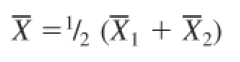 X̅ = ½ (X̅₁ + X̅₂)